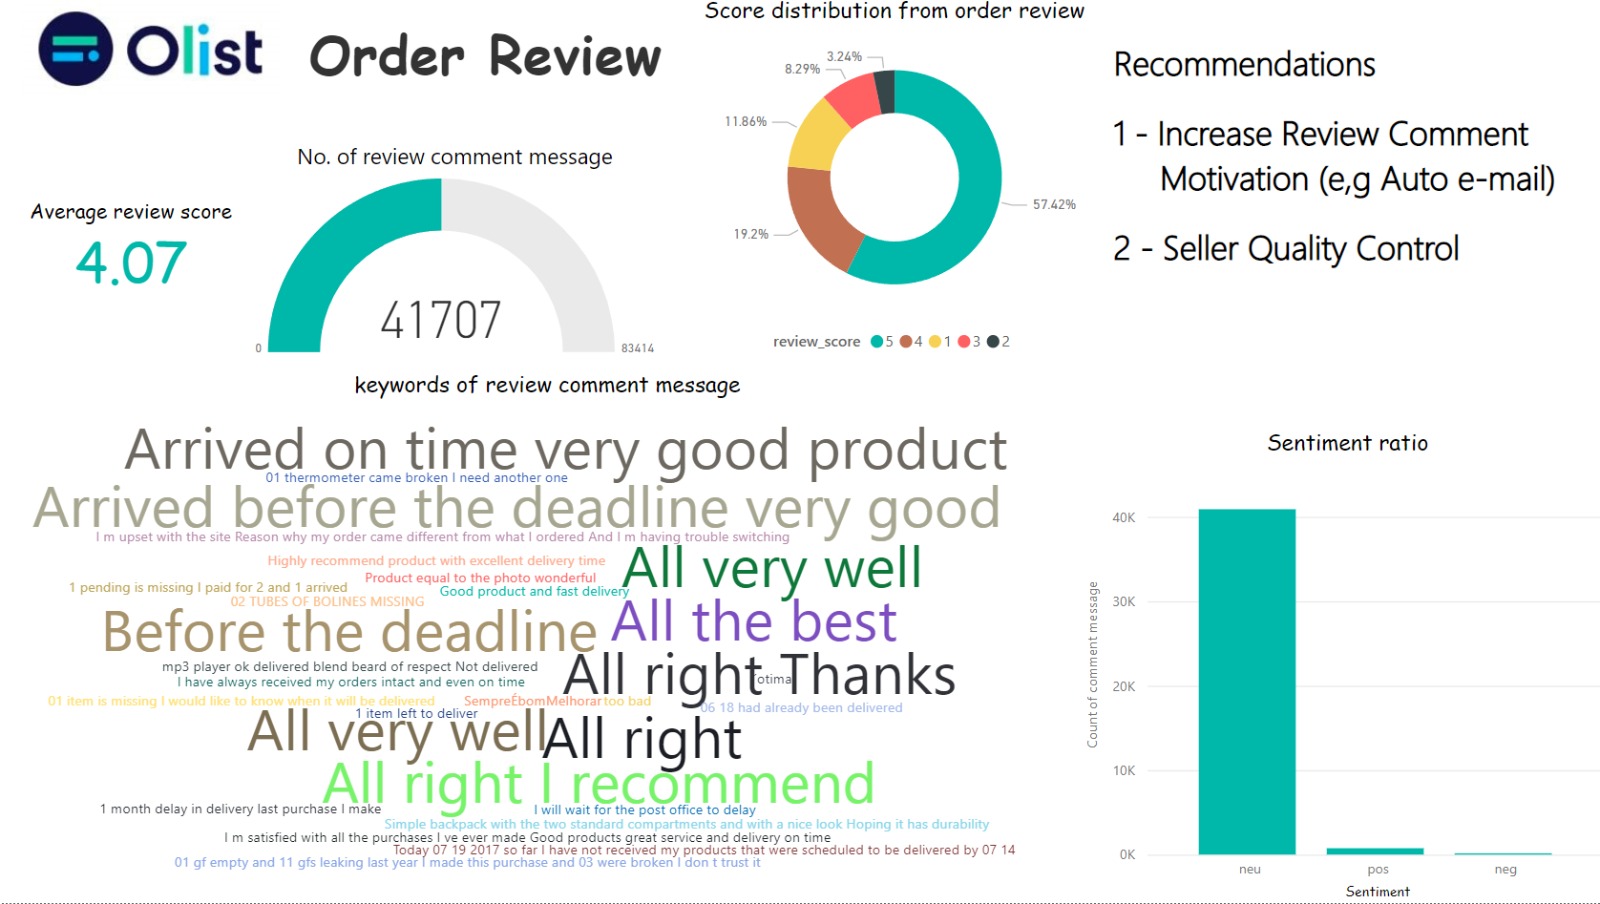 Olist
Order Review
Score distribution from order review
3.24%
8.29%
11.86%
19.2%
57.42%
review_score 5 4 1 3 2
Recommendations
1 - Increase Review Comment
Motivation (e,g Auto e-mail)
2 - Seller Quality Control
Average review score
4.07
No. of review comment message
41707
0
83414
keywords of review comment message
Arrived on time very good product
01 thermometer came broken I need another one
Arrived before the deadline very good
I m upset with the site Reason why my order came different from what I ordered And I m having trouble switching
Highly recommend product with excellent delivery time
All very well
Product equal to the photo wonderful
1 pending is missing I paid for 2 and 1 arrived
Good product and fast delivery
02 TUBES OF BOLINES MISSING
Before the deadline
All the best
mp3 player ok delivered blend beard of respect Not delivered
All right Thanks
otima
I have always received my orders intact and even on time
01 item is missing I would like to know when it will be delivered
SempreÉbomMelhorar
too bad
06 18 had already been delivered
1 item left to deliver
All very well
All right
All right I recommend
1 month delay in delivery last purchase I make
I will wait for the post office to delay
Simple backpack with the two standard compartments and with a nice look Hoping it has durability
I m satisfied with all the purchases I ve ever made Good products great service and delivery on time
Today 07 19 2017 so far I have not received my products that were scheduled to be delivered by 07 14
01 gf empty and 11 gfs leaking last year I made this purchase and 03 were broken I don t trust it
Sentiment ratio
Count of comment message
40K
30K
20K
10K
0K
neu
pos
neg
Sentiment